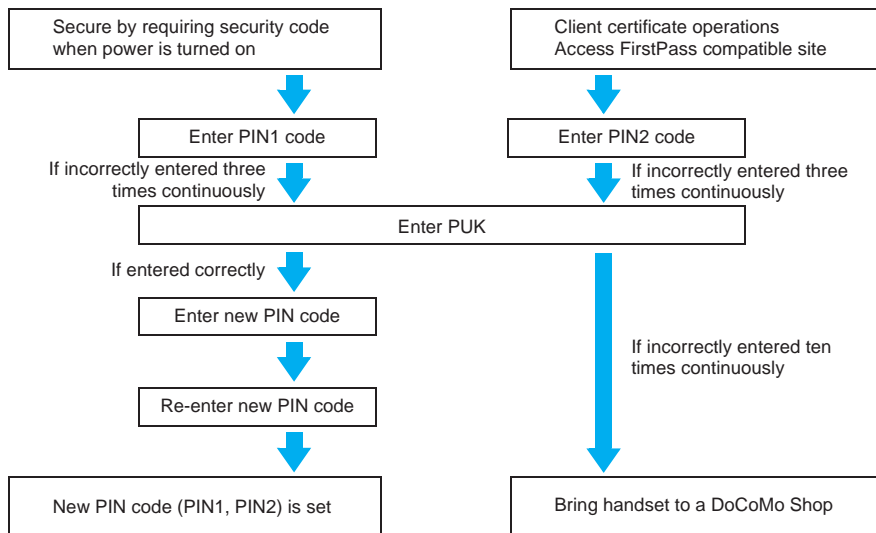 Secure by requiring security code
when power is turned on
Client certificate operations
Access FirstPass compatible site
Enter PIN1 code
Enter PIN2 code
If incorrectly entered three
times continuously
If incorrectly entered three
times continuously
Enter PUK
If entered correctly
Enter new PIN code
If incorrectly entered ten
times continuously
Re-enter new PIN code
New PIN code (PIN1, PIN2) is set
Bring handset to a DoCoMo Shop